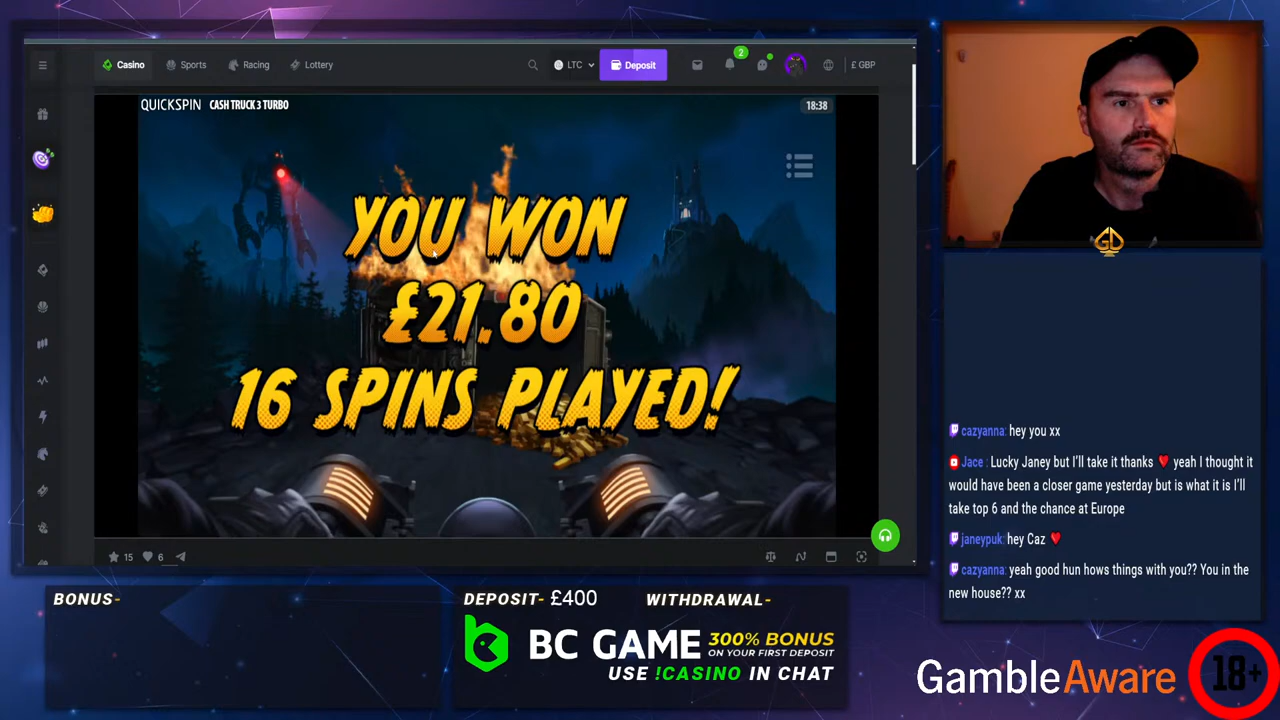 Casino
Sports
Racing
Lottery
LTC
Deposit
2
£ GBP
QUICKSPIN CASH TRUCK 3 TURBO
18:38
YOU WON
£21.80
16 SPINS PLAYED!
15
6
GD
cazyanna: hey you xx
Jace : Lucky Janey but I'll take it thanks ♥ yeah I thought it
would have been a closer game yesterday but is what it is I'll
take top 6 and the chance at Europe
janeypuk: hey Caz ♥
cazyanna: yeah good hun hows things with you?? You in the
new house?? xx
BONUS-
DEPOSIT- £400
WITHDRAWAL-
BC GAME
300% BONUS
ON YOUR FIRST DEPOSIT
USE !CASINO IN CHAT
GambleAware
18+